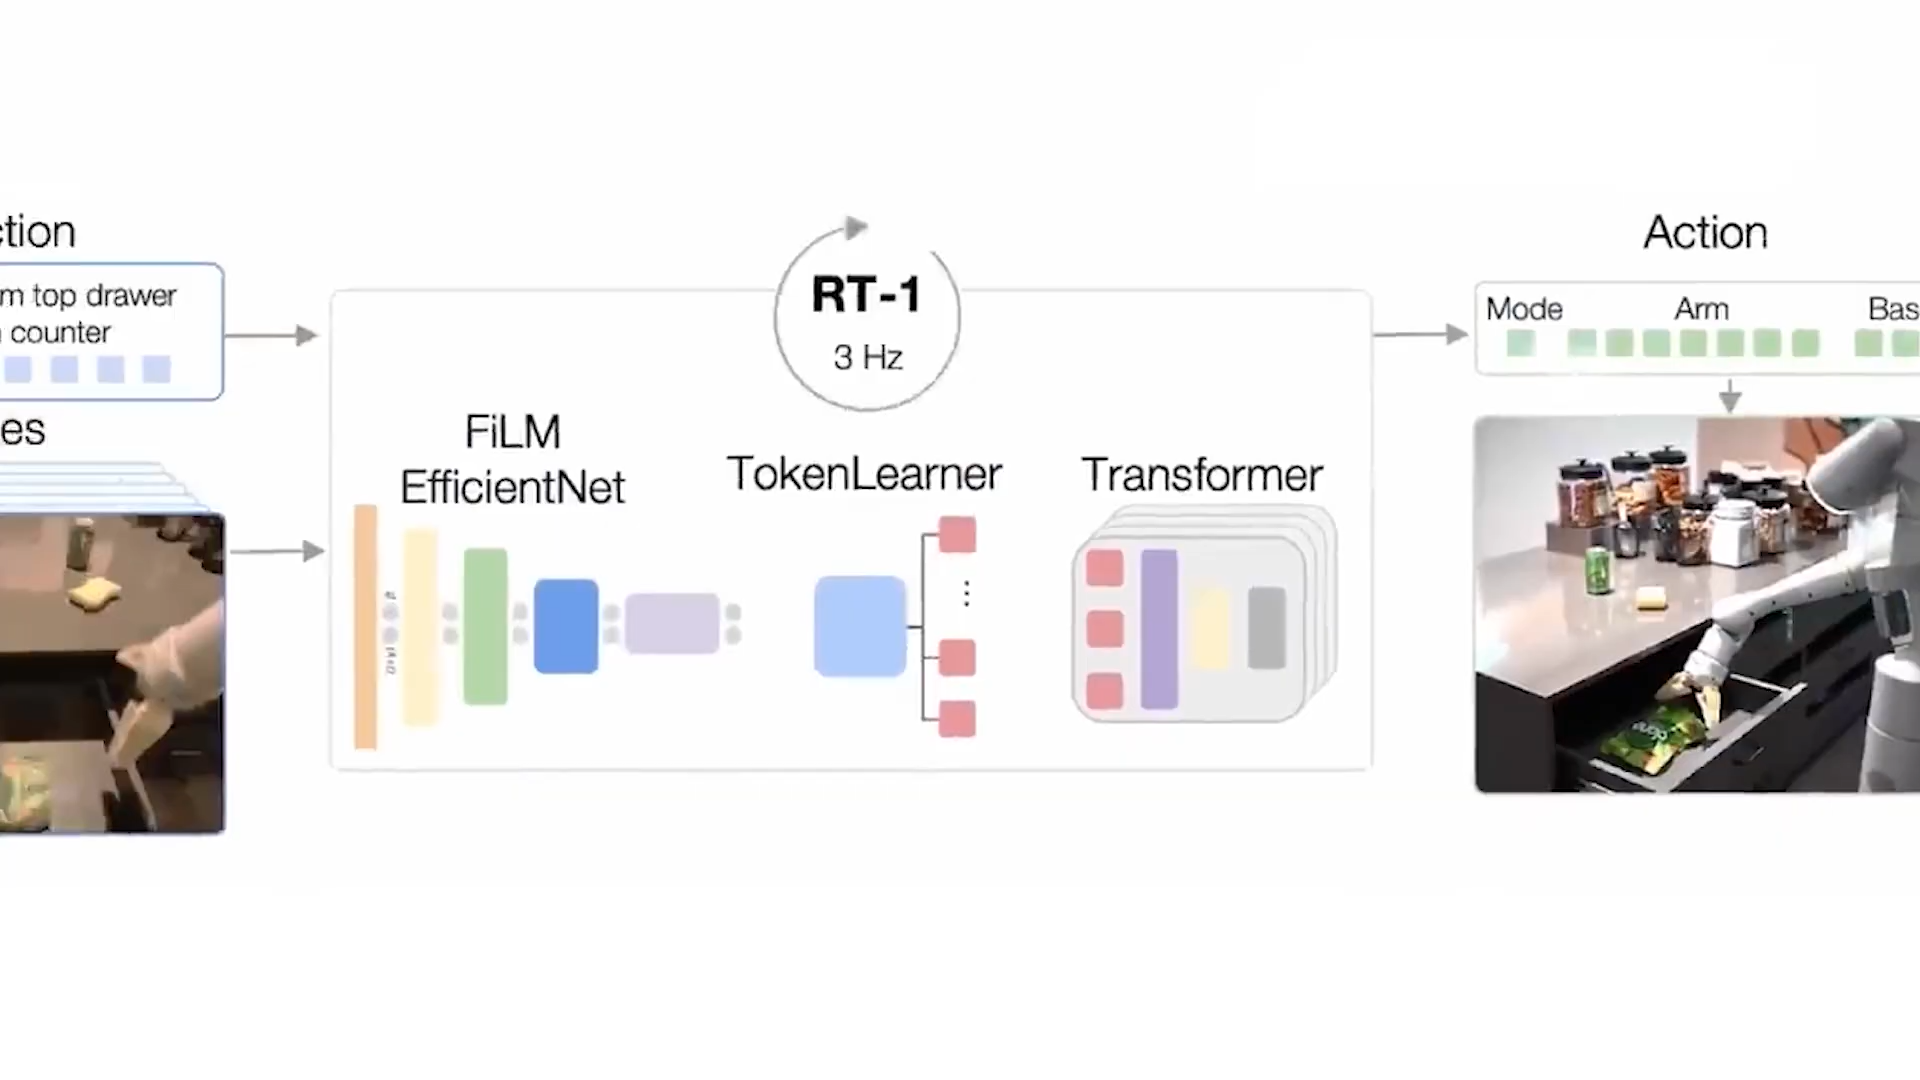 ction
m top drawer
counter
es
RT-1
3 Hz
FiLM
EfficientNet
TokenLearner
Transformer
Action
Mode Arm Bas